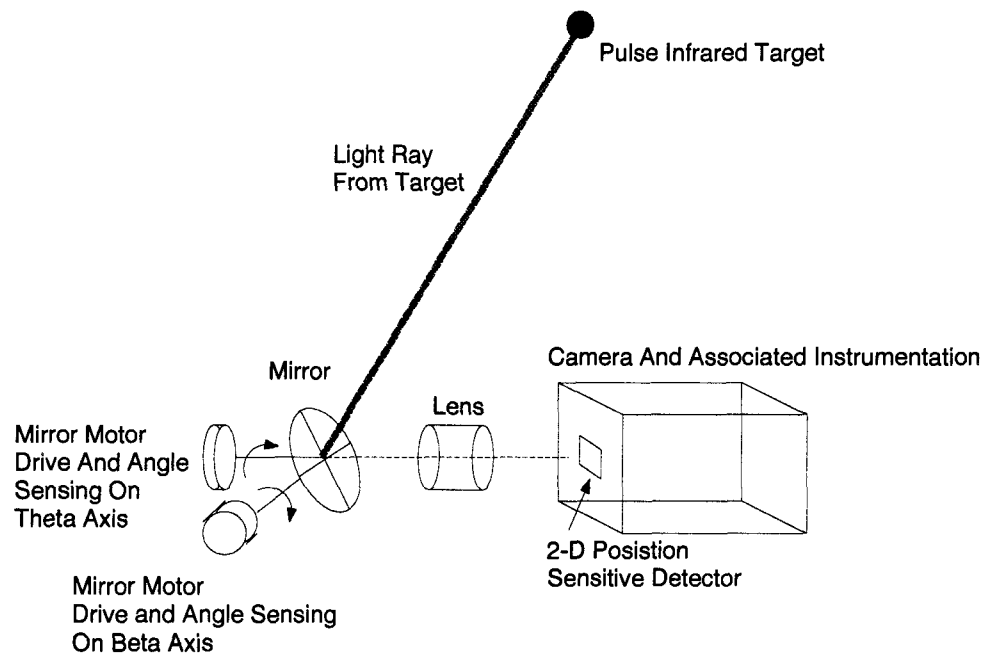 Pulse Infrared Target
Light Ray
From Target
Camera And Associated Instrumentation
Mirror
Lens
Mirror Motor
Drive And Angle
Sensing On
Theta Axis
2-D Posistion
Sensitive Detector
Mirror Motor
Drive and Angle Sensing
On Beta Axis